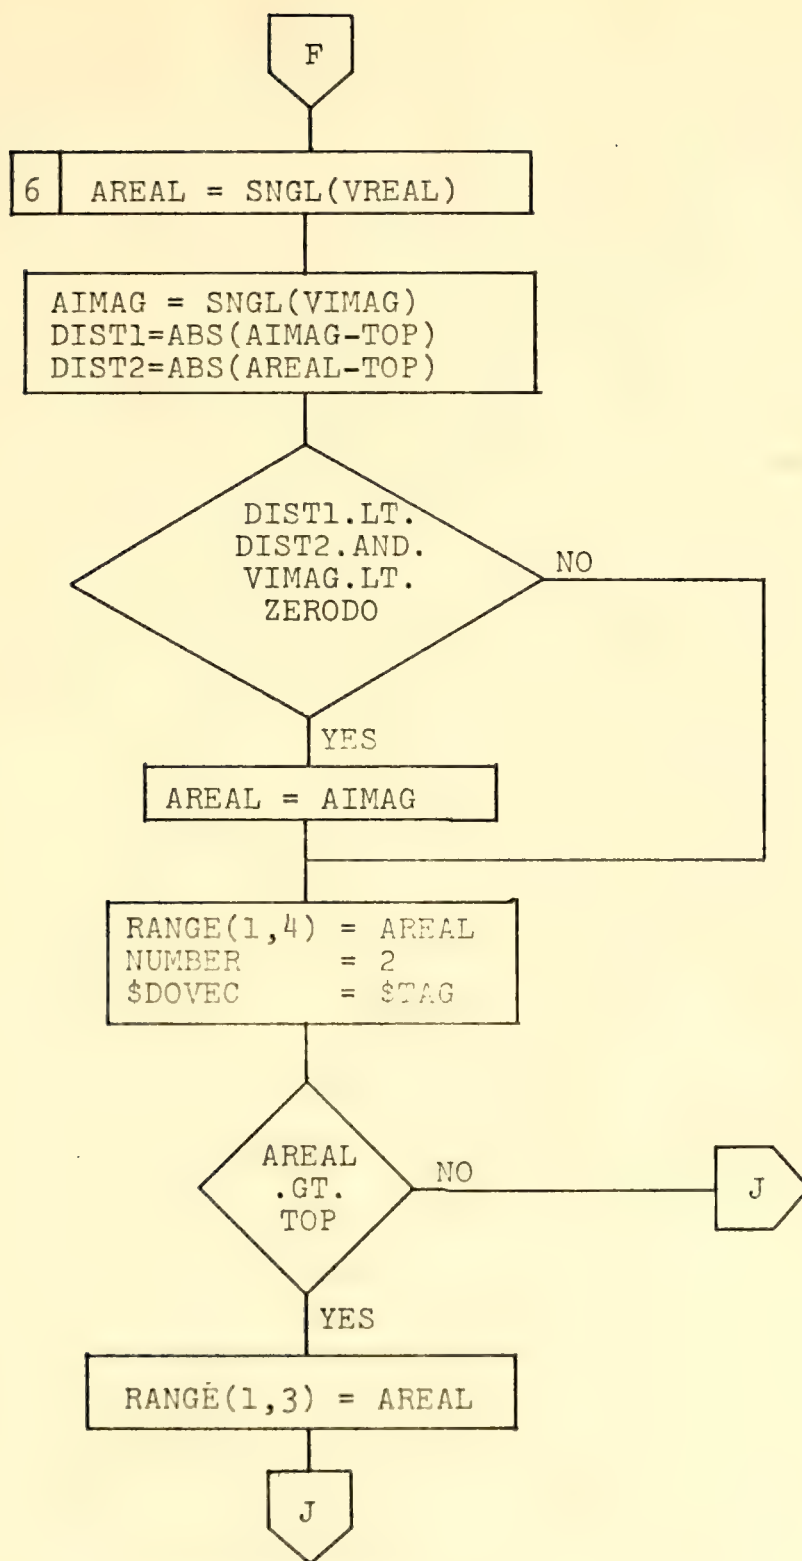 F
6 AREAL = SNGL(VREAL)
AIMAG = SNGL(VIMAG)
DIST1=ABS(AIMAG-TOP)
DIST2=ABS(AREAL-TOP)
DIST1.LT.
DIST2.AND.
VIMAG.LT.
ZERODO
NO
YES
AREAL = AIMAG
RANGE(1,4) = AREAL
NUMBER = 2
$DOVEC = $TAG
AREAL
.GT.
TOP
NO
J
YES
RANGE(1,3) = AREAL
J